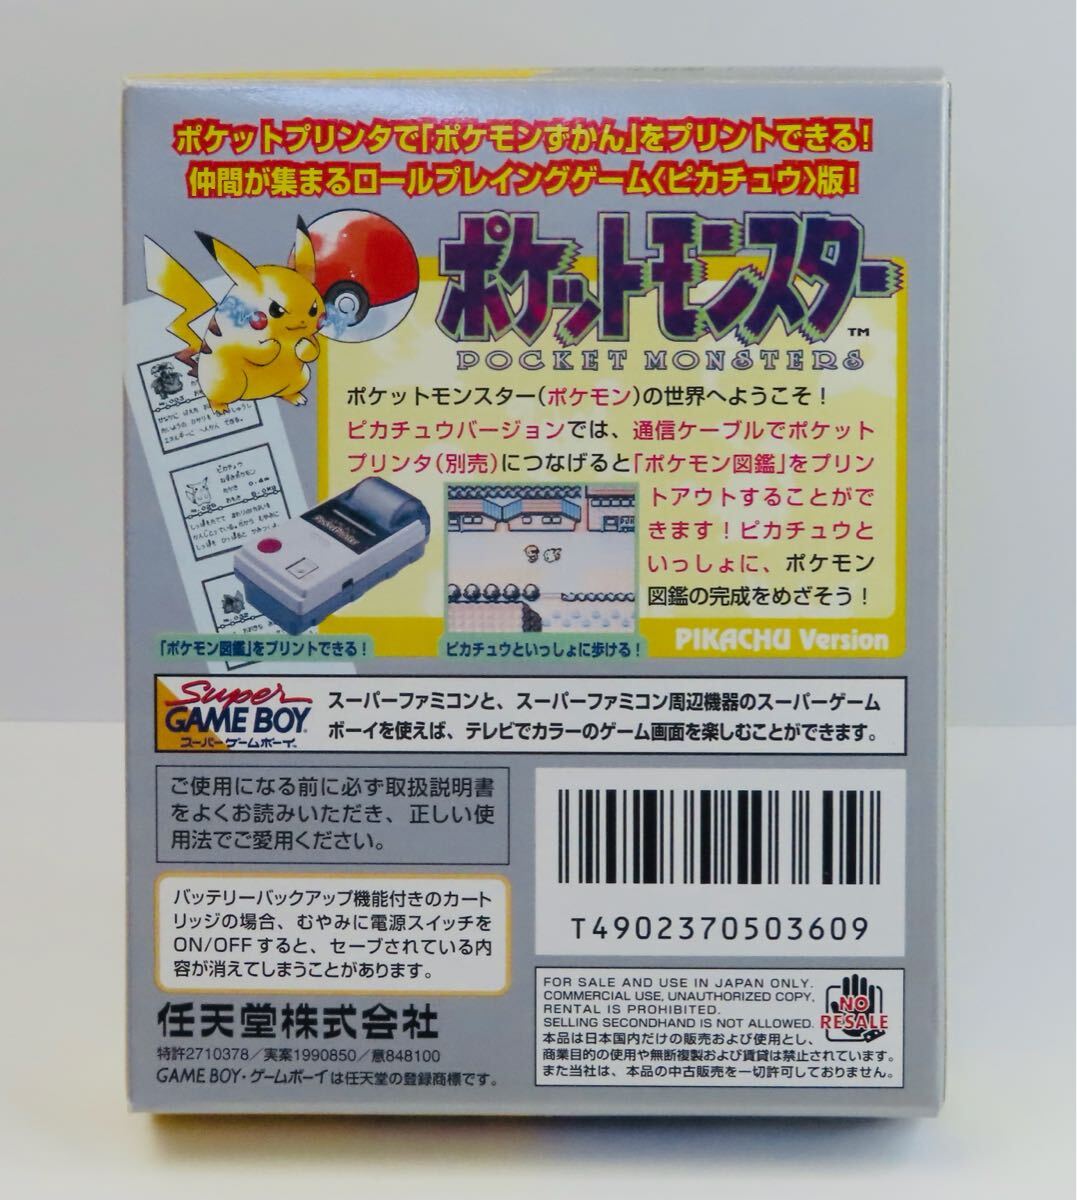 ポケットプリンタで「ポケモンずかん」をプリントできる!
仲間が集まるロールプレイングゲーム〈ピカチュウ〉版!
ポケットモンスター
TM
POCKET MONSTERS
ポケットモンスター(ポケモン)の世界へようこそ!
ピカチュウバージョンでは、通信ケーブルでポケット
プリンタ(別売)につなげると「ポケモン図鑑」をプリン
トアウトすることがで
きます!ピカチュウと
いっしょに、ポケモン
図鑑の完成をめざそう!
ピカチュウ
ねずみポケモン
たかさ 0.4m
PocketPrinter
「ポケモン図鑑」をプリントできる!
ピカチュウといっしょに歩ける!
PIKACHU Version
Super
GAME BOY
スーパーゲームボーイ
スーパーファミコンと、スーパーファミコン周辺機器のスーパーゲーム
ボーイを使えば、テレビでカラーのゲーム画面を楽しむことができます。
ご使用になる前に必ず取扱説明書
をよくお読みいただき、正しい使
用法でご愛用ください。
バッテリーバックアップ機能付きのカート
リッジの場合、むやみに電源スイッチを
ON/OFFすると、セーブされている内
容が消えてしまうことがあります。
任天堂株式会社
特許2710378/実案1990850/意848100
GAME BOY・ゲームボーイは任天堂の登録商標です。
T4902370503609
FOR SALE AND USE IN JAPAN ONLY.
COMMERCIAL USE, UNAUTHORIZED COPY,
RENTAL IS PROHIBITED.
SELLING SECONDHAND IS NOT ALLOWED.
NO
RESALE
本品は日本国内だけの販売および使用とし、
商業目的の使用や無断複製および賃貸は禁止されています。
また当社は、本品の中古販売を一切許可しておりません。